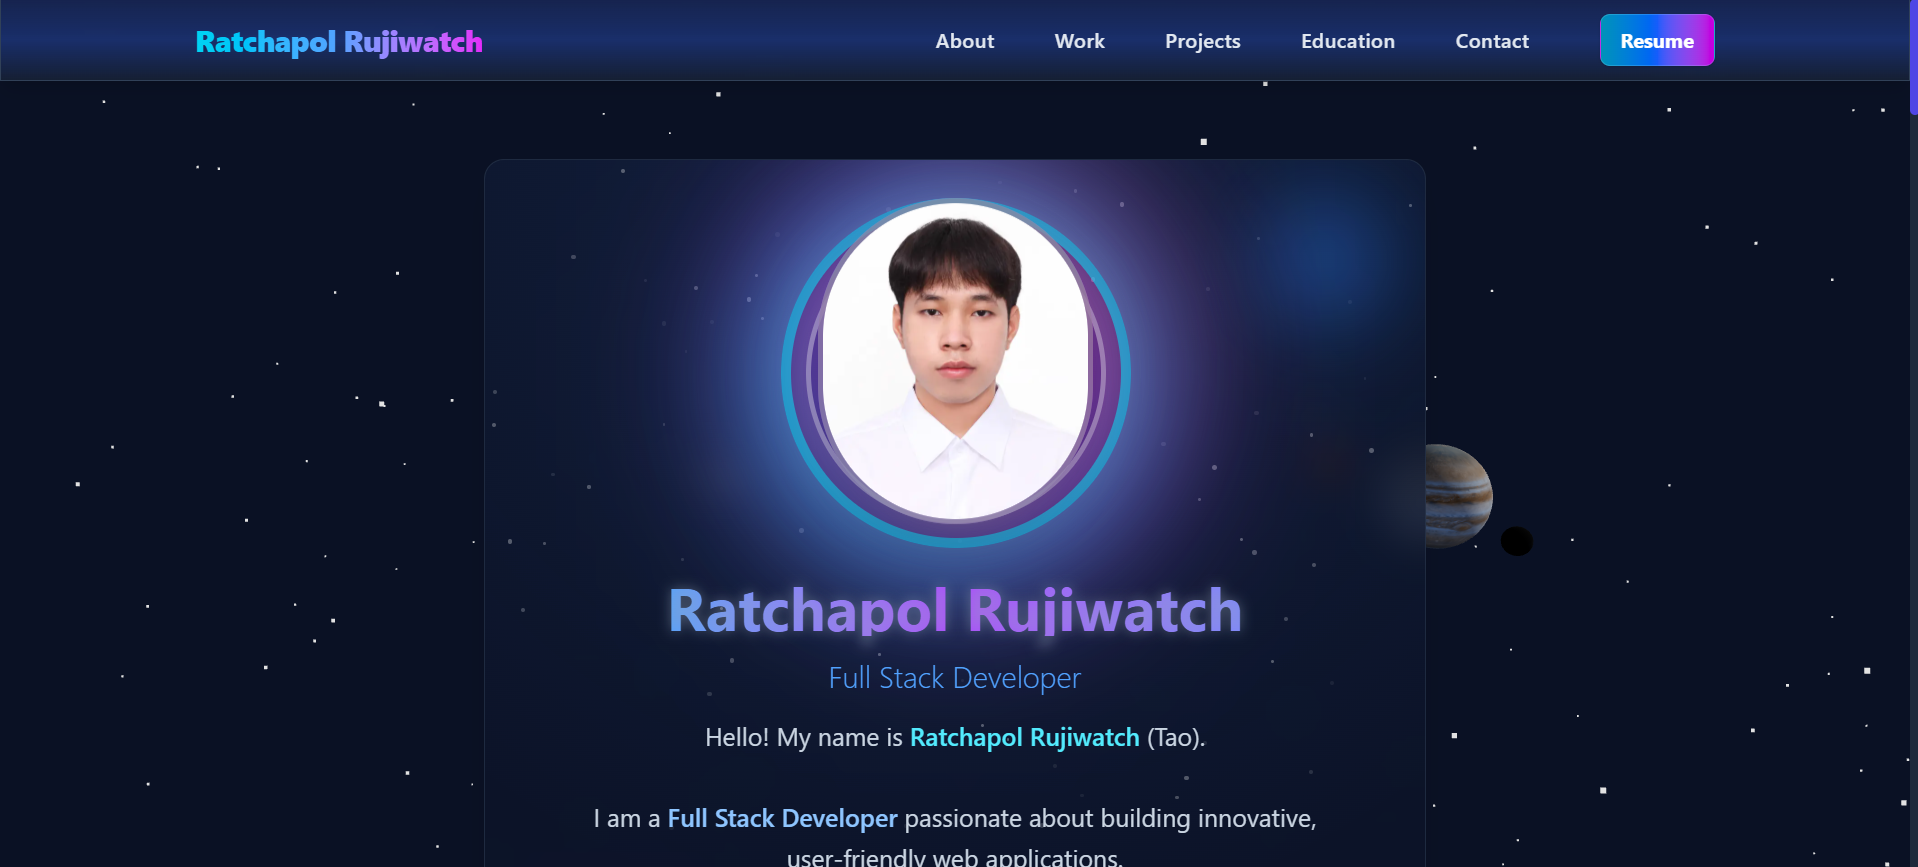 Ratchapol Rujiwatch
About
Work
Projects
Education
Contact
Resume
Ratchapol Rujiwatch
Full Stack Developer
Hello! My name is Ratchapol Rujiwatch (Tao).
I am a Full Stack Developer passionate about building innovative,
user-friendly web applications.